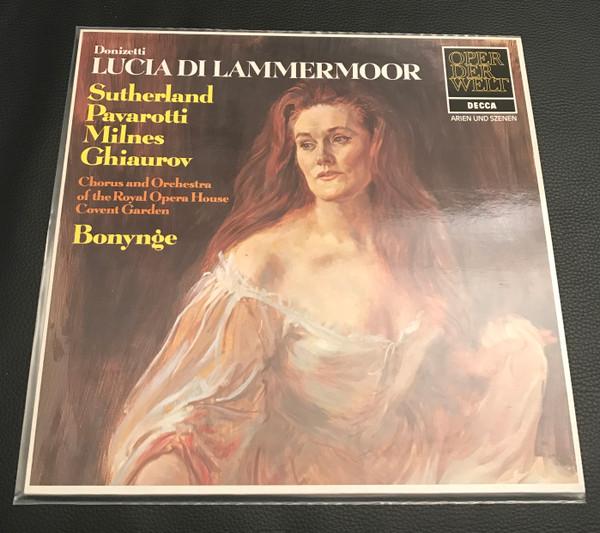 Donizetti
LUCIA DI LAMMERMOOR
Sutherland
Pavarotti
Milnes
Ghiaurov
Chorus and Orchestra
of the Royal Opera House
Covent Garden
Bonynge
OPER
DER
WELT
DECCA
ARIEN UND SZENEN